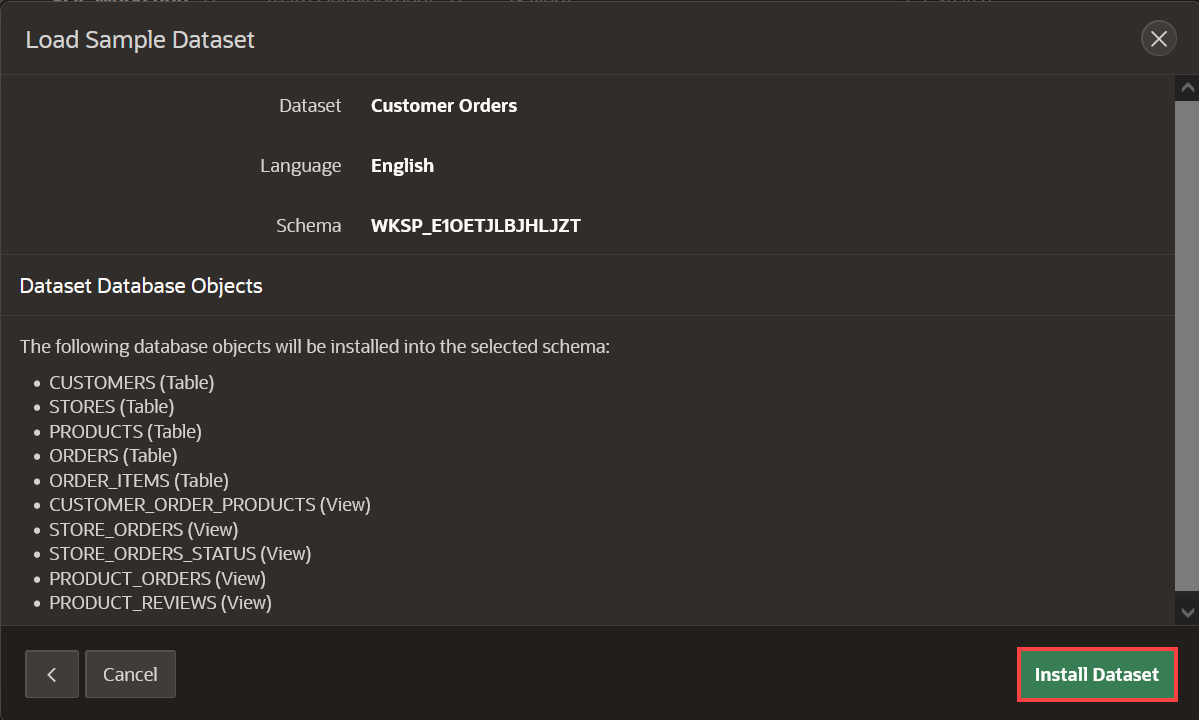 Load Sample Dataset
Dataset Customer Orders
Language English
Schema WKSP_E1OETJLBJHLJZT
Dataset Database Objects
The following database objects will be installed into the selected schema:
• CUSTOMERS (Table)
• STORES (Table)
• PRODUCTS (Table)
• ORDERS (Table)
• ORDER_ITEMS (Table)
• CUSTOMER_ORDER_PRODUCTS (View)
• STORE_ORDERS (View)
• STORE_ORDERS_STATUS (View)
• PRODUCT_ORDERS (View)
• PRODUCT_REVIEWS (View)
Cancel
Install Dataset